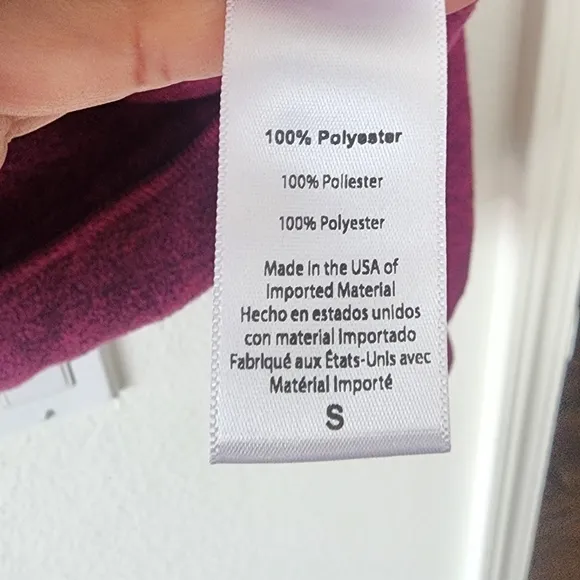 100% Polyester
100% Poliester
100% Polyester
Made in the USA of
Imported Material
Hecho en estados unidos
con material importado
Fabriqué aux États-Unis avec
Matérial Importé
S